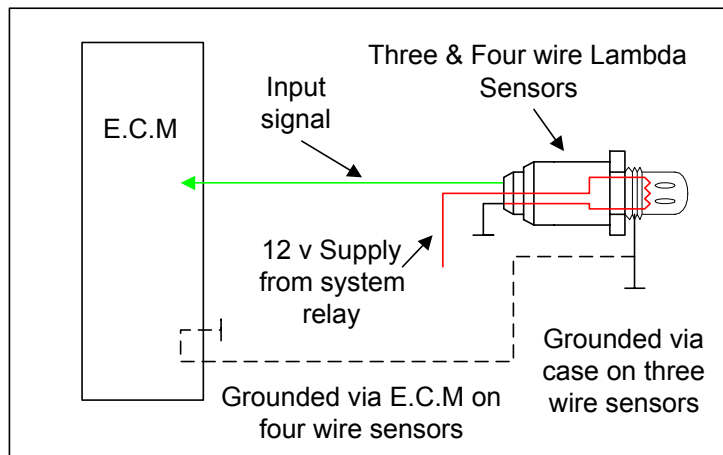 Three & Four wire Lambda
Sensors
Input
signal
E.C.M
12 v Supply
from system
relay
Grounded via
case on three
wire sensors
Grounded via E.C.M on
four wire sensors